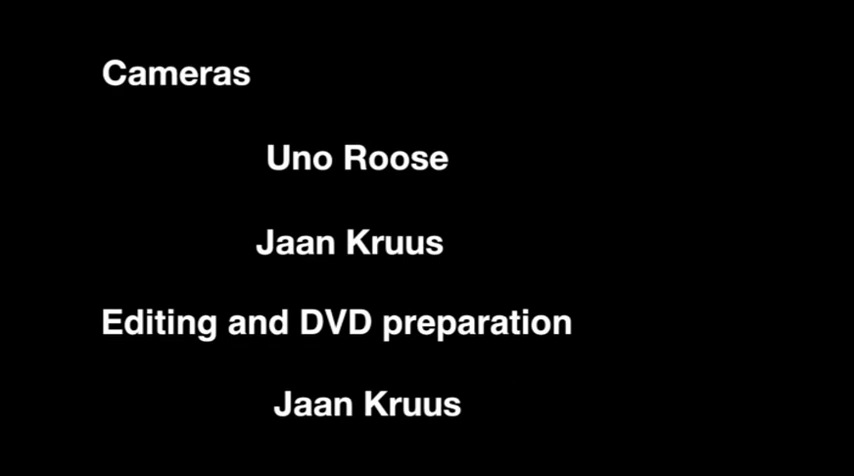 Cameras
Uno Roose
Jaan Kruus
Editing and DVD preparation
Jaan Kruus